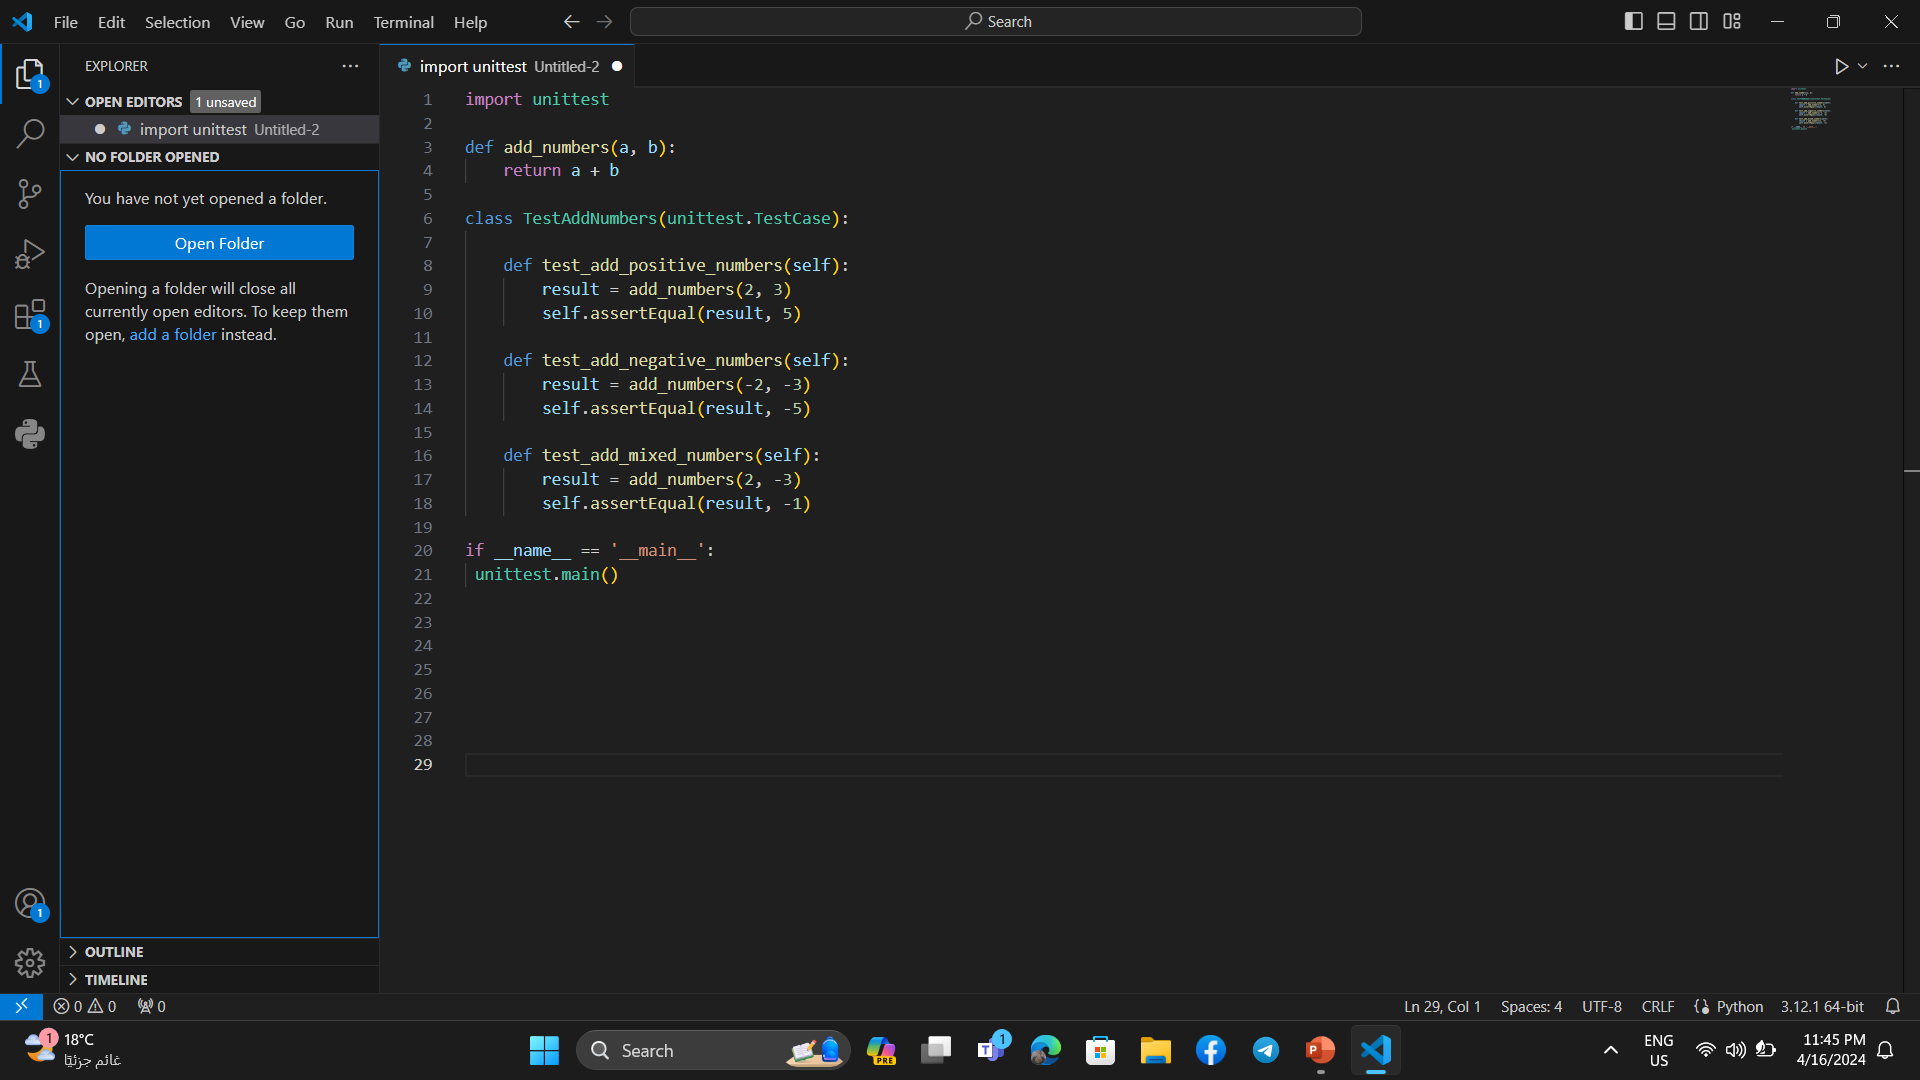 File Edit Selection View Go Run Terminal Help
Search
EXPLORER
OPEN EDITORS 1 unsaved
import unittest Untitled-2
NO FOLDER OPENED
You have not yet opened a folder.
Open Folder
Opening a folder will close all
currently open editors. To keep them
open, add a folder instead.
OUTLINE
TIMELINE
1
1
1
import unittest Untitled-2
1 import unittest
2
3 def add_numbers(a, b):
4     return a + b
5
6 class TestAddNumbers(unittest.TestCase):
7
8     def test_add_positive_numbers(self):
9         result = add_numbers(2, 3)
10         self.assertEqual(result, 5)
11
12     def test_add_negative_numbers(self):
13         result = add_numbers(-2, -3)
14         self.assertEqual(result, -5)
15
16     def test_add_mixed_numbers(self):
17         result = add_numbers(2, -3)
18         self.assertEqual(result, -1)
19
20 if __name__ == '__main__':
21  unittest.main()
22
23
24
25
26
27
28
29
0 0 0
Ln 29, Col 1 Spaces: 4 UTF-8 CRLF Python 3.12.1 64-bit
1 18°C
غائم جزئيًا
Search
PRE
T 1
P
ENG
US
11:45 PM
4/16/2024